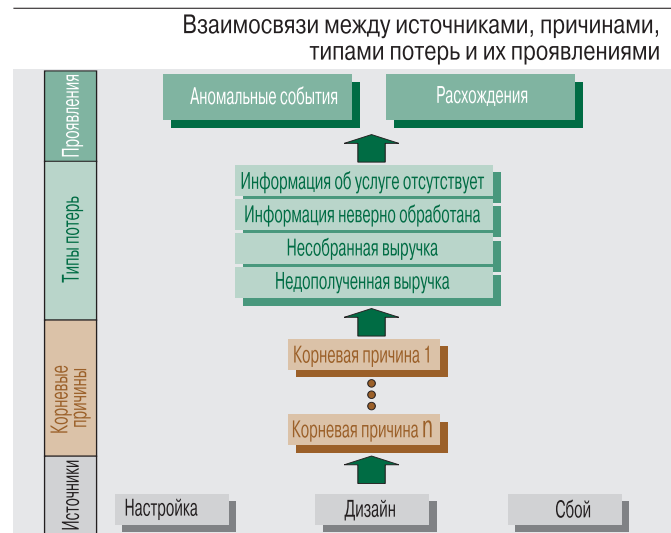 Взаимосвязи между источниками, причинами,
типами потерь и их проявлениями
Проявления
Аномальные события
Расхождения
Типы потерь
Информация об услуге отсутствует
Информация неверно обработана
Несобранная выручка
Недополученная выручка
Корневые
причины
Корневая причина 1
Корневая причина n
Источники
Настройка
Дизайн
Сбой